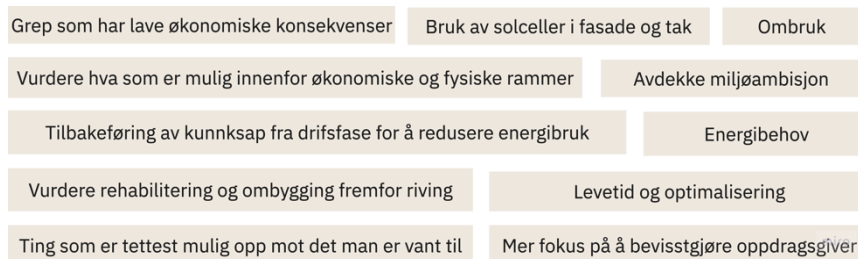 Grep som har lave økonomiske konsekvenser
Bruk av solceller i fasade og tak
Ombruk
Vurdere hva som er mulig innenfor økonomiske og fysiske rammer
Avdekke miljøambisjon
Tilbakeføring av kunnksap fra drifsfase for å redusere energibruk
Energibehov
Vurdere rehabilitering og ombygging fremfor riving
Levetid og optimalisering
Ting som er tettest mulig opp mot det man er vant til
Mer fokus på å bevisstgjøre oppdragsgiver
miro